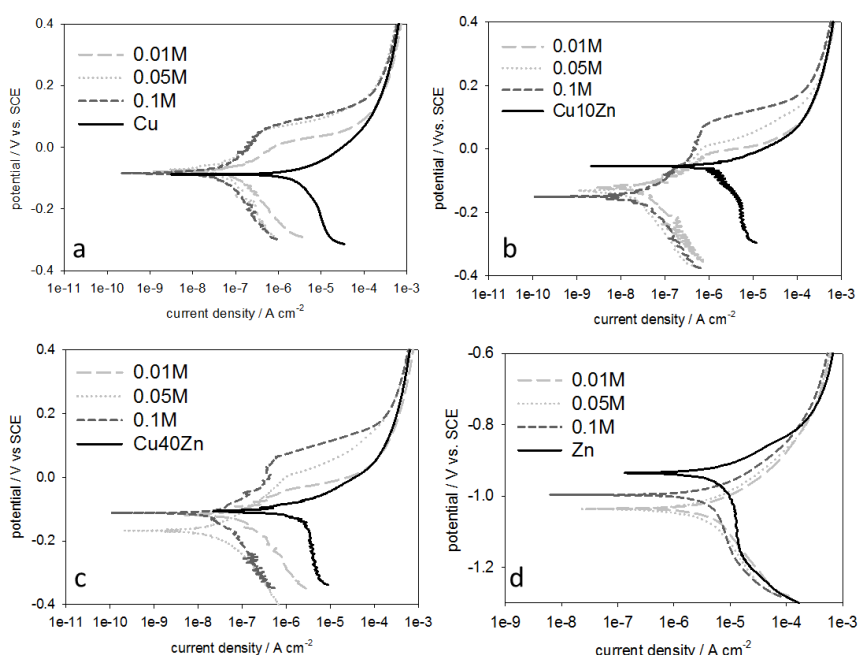 0.4
0.2
0.0
-0.2
-0.4
potential / V vs. SCE
0.01M
0.05M
0.1M
Cu
a
1e-11 1e-10 1e-9 1e-8 1e-7 1e-6 1e-5 1e-4 1e-3
current density / A cm-2
0.4
0.2
0.0
-0.2
-0.4
potential / Vvs. SCE
0.01M
0.05M
0.1M
Cu10Zn
b
1e-11 1e-10 1e-9 1e-8 1e-7 1e-6 1e-5 1e-4 1e-3
current density / A cm-2
0.4
0.2
0.0
-0.2
-0.4
potential / V vs SCE
0.01M
0.05M
0.1M
Cu40Zn
c
1e-11 1e-10 1e-9 1e-8 1e-7 1e-6 1e-5 1e-4 1e-3
current density / A cm-2
-0.6
-0.8
-1.0
-1.2
potential / V vs. SCE
0.01M
0.05M
0.1M
Zn
d
1e-9 1e-8 1e-7 1e-6 1e-5 1e-4 1e-3
current density / A cm-2